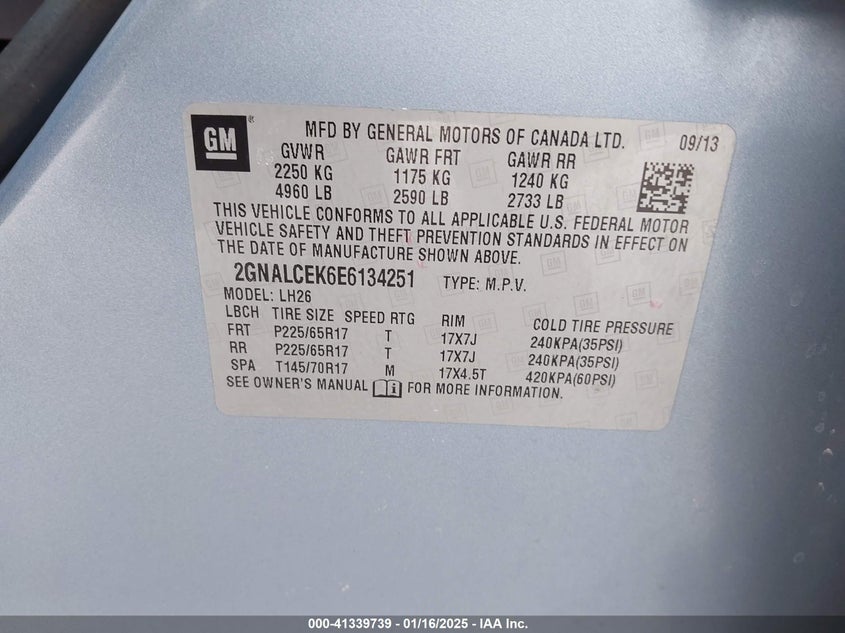 GM ®
MFD BY GENERAL MOTORS OF CANADA LTD. 09/13
GVWR GAWR FRT GAWR RR
2250 KG 1175 KG 1240 KG
4960 LB 2590 LB 2733 LB
THIS VEHICLE CONFORMS TO ALL APPLICABLE U.S. FEDERAL MOTOR
VEHICLE SAFETY AND THEFT PREVENTION STANDARDS IN EFFECT ON
THE DATE OF MANUFACTURE SHOWN ABOVE.
2GNALCEK6E6134251 TYPE: M.P.V.
MODEL: LH26
LBCH TIRE SIZE SPEED RTG RIM COLD TIRE PRESSURE
FRT P225/65R17 T 17X7J 240KPA(35PSI)
RR P225/65R17 T 17X7J 240KPA(35PSI)
SPA T145/70R17 M 17X4.5T 420KPA(60PSI)
SEE OWNER'S MANUAL FOR MORE INFORMATION.
000-41339739 - 01/16/2025 - IAA Inc.